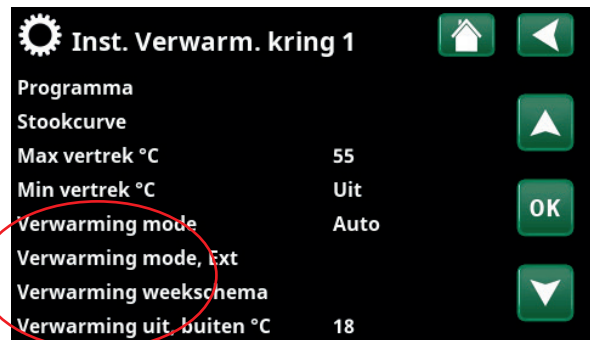 Inst. Verwarm. kring 1
Programma
Stookcurve
Max vertrek °C 55
Min vertrek °C Uit
Verwarming mode Auto
OK
Verwarming mode, Ext
Verwarming weekschema
Verwarming uit, buiten °C 18